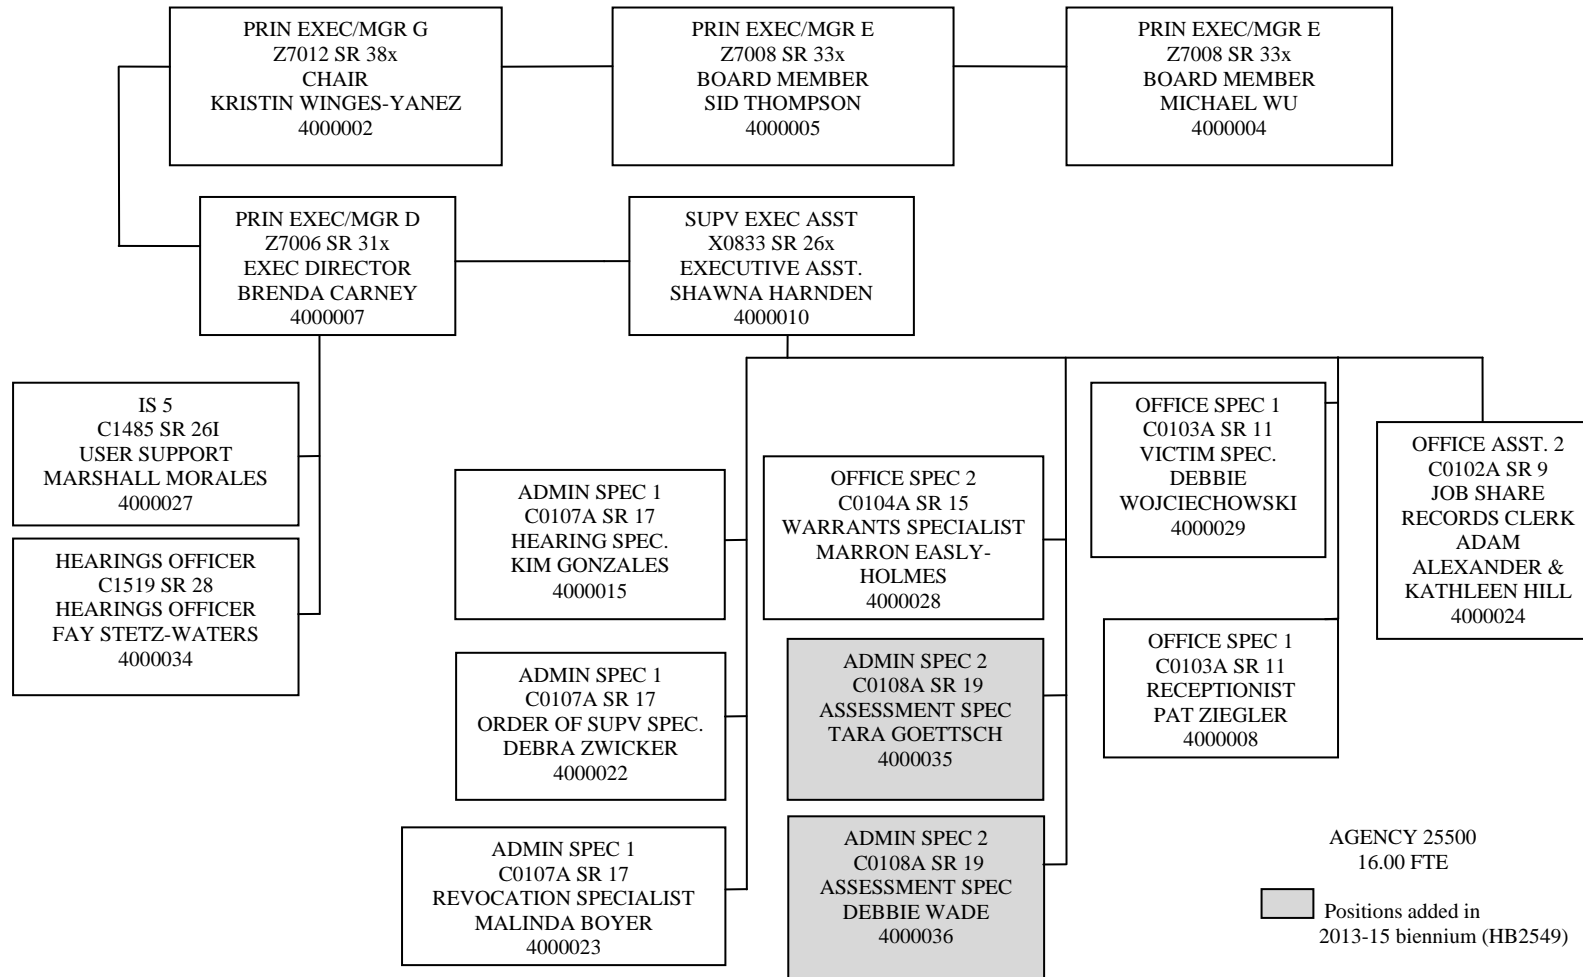 PRIN EXEC/MGR G
Z7012 SR 38x
CHAIR
KRISTIN WINGES-YANEZ
4000002
PRIN EXEC/MGR E
Z7008 SR 33x
BOARD MEMBER
SID THOMPSON
4000005
PRIN EXEC/MGR E
Z7008 SR 33x
BOARD MEMBER
MICHAEL WU
4000004
PRIN EXEC/MGR D
Z7006 SR 31x
EXEC DIRECTOR
BRENDA CARNEY
4000007
SUPV EXEC ASST
X0833 SR 26x
EXECUTIVE ASST.
SHAWNA HARNDEN
4000010
IS 5
C1485 SR 26I
USER SUPPORT
MARSHALL MORALES
4000027
HEARINGS OFFICER
C1519 SR 28
HEARINGS OFFICER
FAY STETZ-WATERS
4000034
ADMIN SPEC 1
C0107A SR 17
HEARING SPEC.
KIM GONZALES
4000015
ADMIN SPEC 1
C0107A SR 17
ORDER OF SUPV SPEC.
DEBRA ZWICKER
4000022
ADMIN SPEC 1
C0107A SR 17
REVOCATION SPECIALIST
MALINDA BOYER
4000023
OFFICE SPEC 2
C0104A SR 15
WARRANTS SPECIALIST
MARRON EASLY-
HOLMES
4000028
ADMIN SPEC 2
C0108A SR 19
ASSESSMENT SPEC
TARA GOETTSCH
4000035
ADMIN SPEC 2
C0108A SR 19
ASSESSMENT SPEC
DEBBIE WADE
4000036
OFFICE SPEC 1
C0103A SR 11
VICTIM SPEC.
DEBBIE
WOJCIECHOWSKI
4000029
OFFICE SPEC 1
C0103A SR 11
RECEPTIONIST
PAT ZIEGLER
4000008
OFFICE ASST. 2
C0102A SR 9
JOB SHARE
RECORDS CLERK
ADAM
ALEXANDER &
KATHLEEN HILL
4000024
AGENCY 25500
16.00 FTE
Positions added in
2013-15 biennium (HB2549)